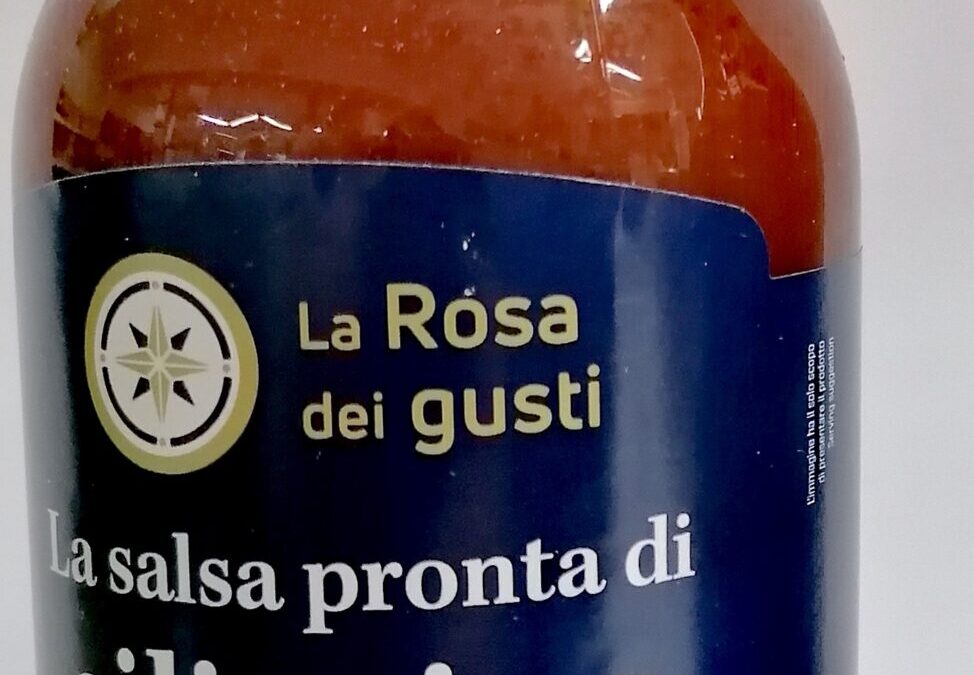 La Rosa
dei gusti
La salsa pronta di
L'immagine ha il solo scopo
di presentare il prodotto
Serving suggestion